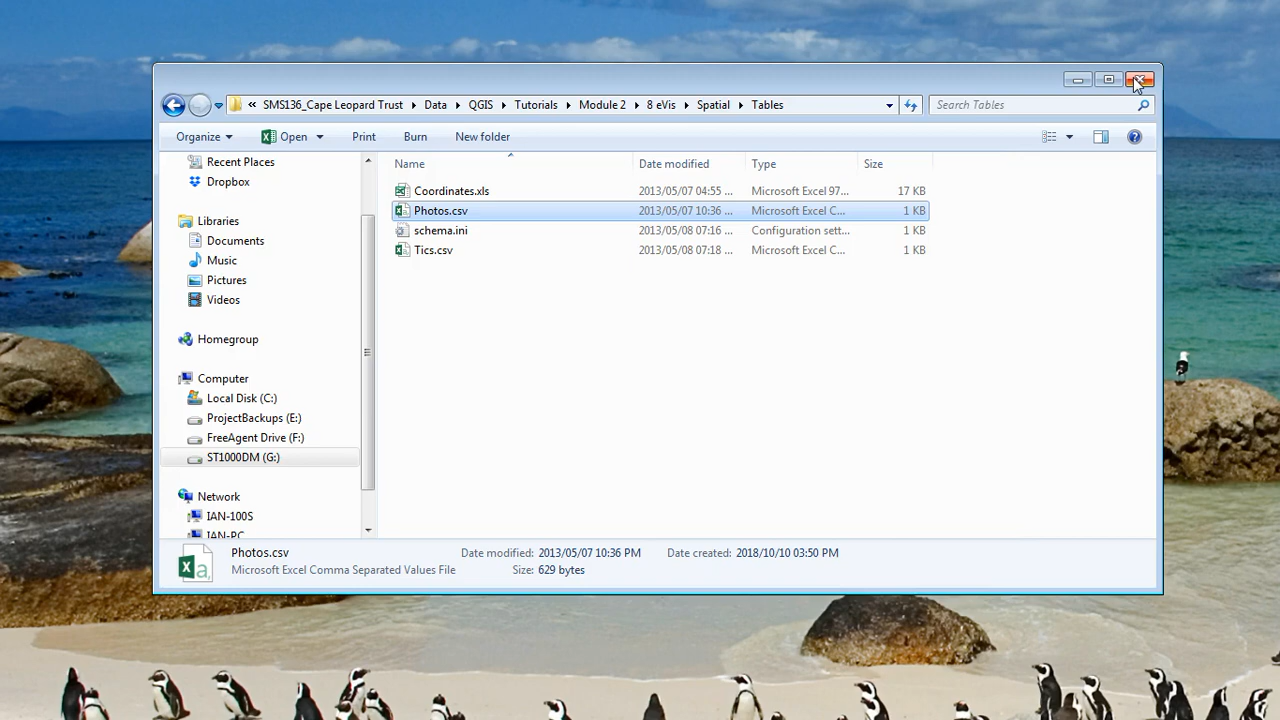 « SMS136_Cape Leopard Trust Data QGIS Tutorials Module 2 8 eVis Spatial Tables Search Tables
Organize Open Print Burn New folder
Name Date modified Type Size
Recent Places
Dropbox
Libraries
Documents
Music
Pictures
Videos
Homegroup
Computer
Local Disk (C:)
ProjectBackups (E:)
FreeAgent Drive (F:)
ST1000DM (G:)
Network
IAN-100S
IAN-PC
Coordinates.xls 2013/05/07 04:55 ... Microsoft Excel 97... 17 KB
Photos.csv 2013/05/07 10:36 ... Microsoft Excel C... 1 KB
schema.ini 2013/05/08 07:16 ... Configuration sett... 1 KB
Tics.csv 2013/05/08 07:18 ... Microsoft Excel C... 1 KB
Photos.csv Date modified: 2013/05/07 10:36 PM Date created: 2018/10/10 03:50 PM
Microsoft Excel Comma Separated Values File Size: 629 bytes